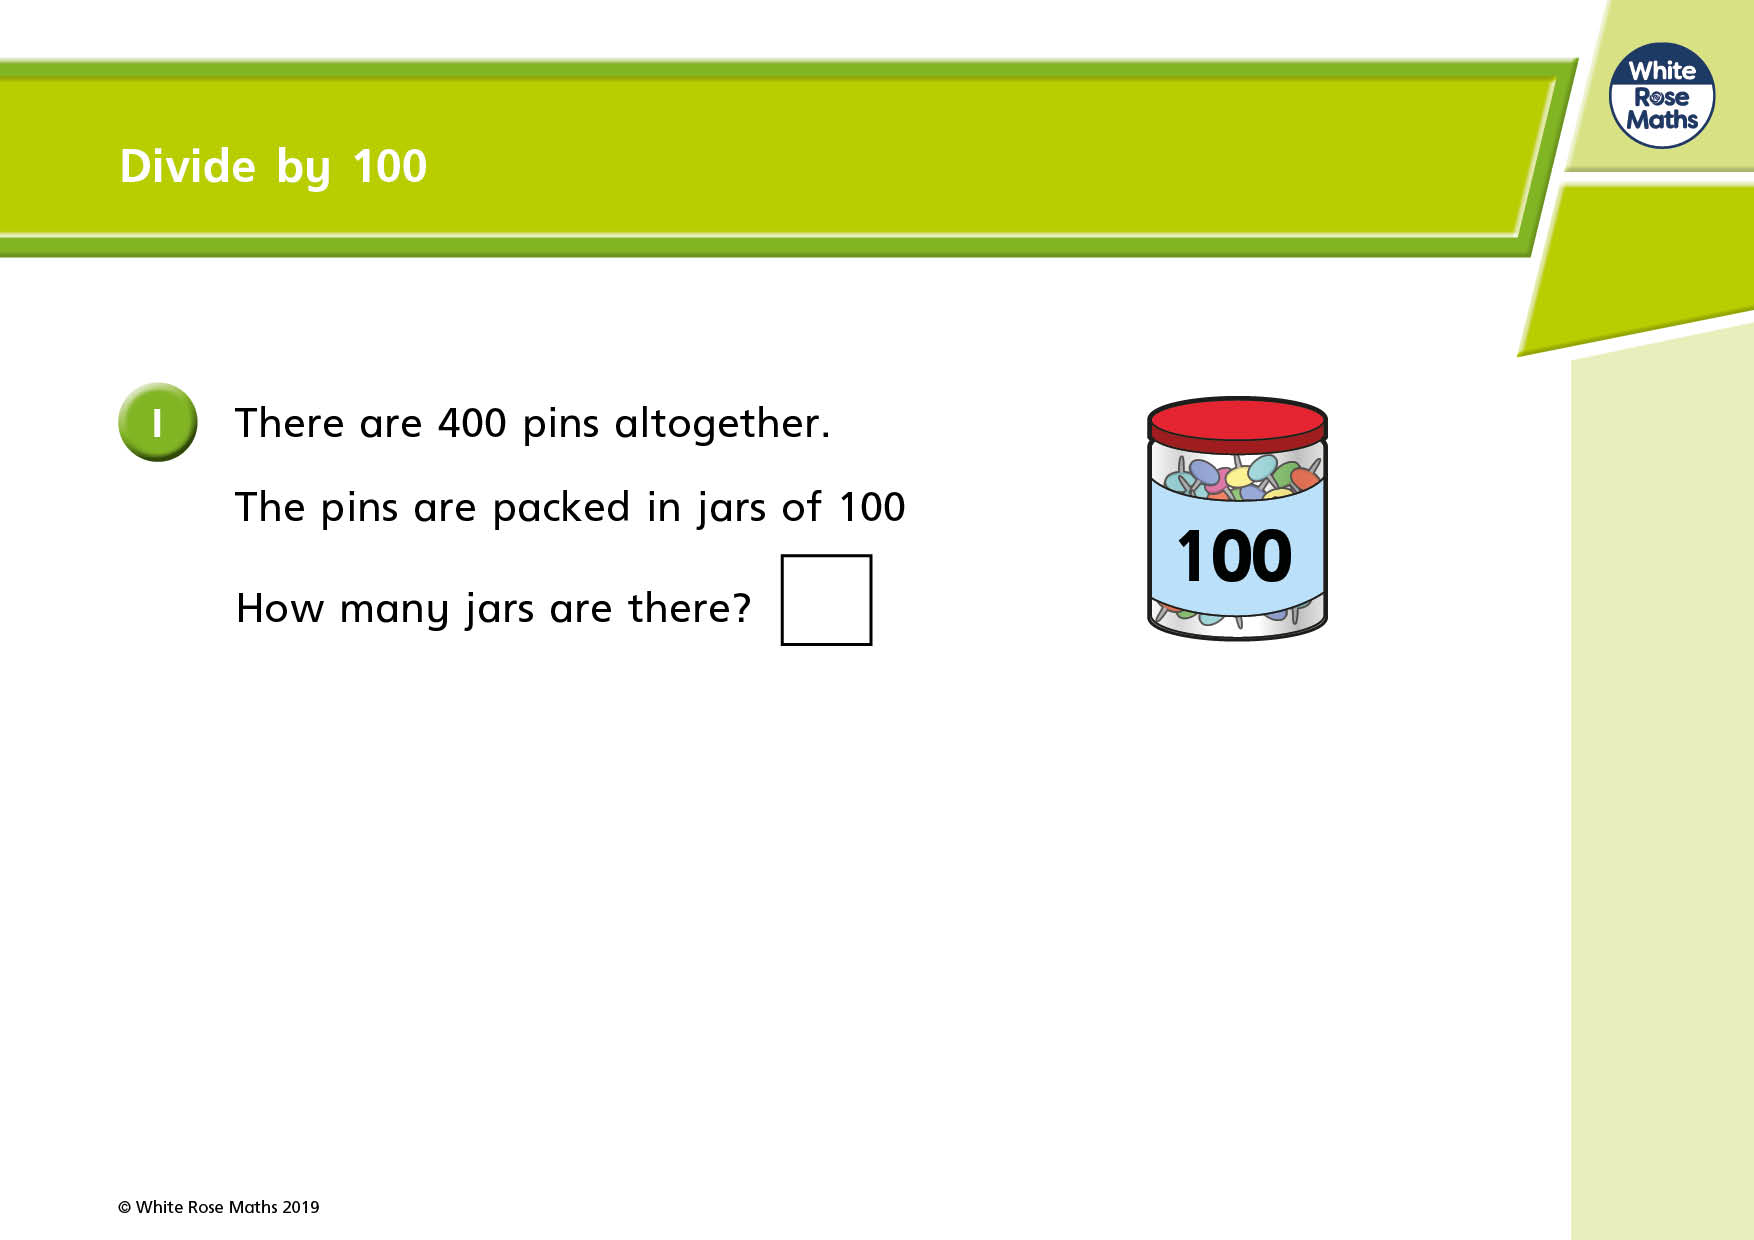 White
Rose
Maths
Divide by 100
1 There are 400 pins altogether.
The pins are packed in jars of 100
How many jars are there?
100
© White Rose Maths 2019